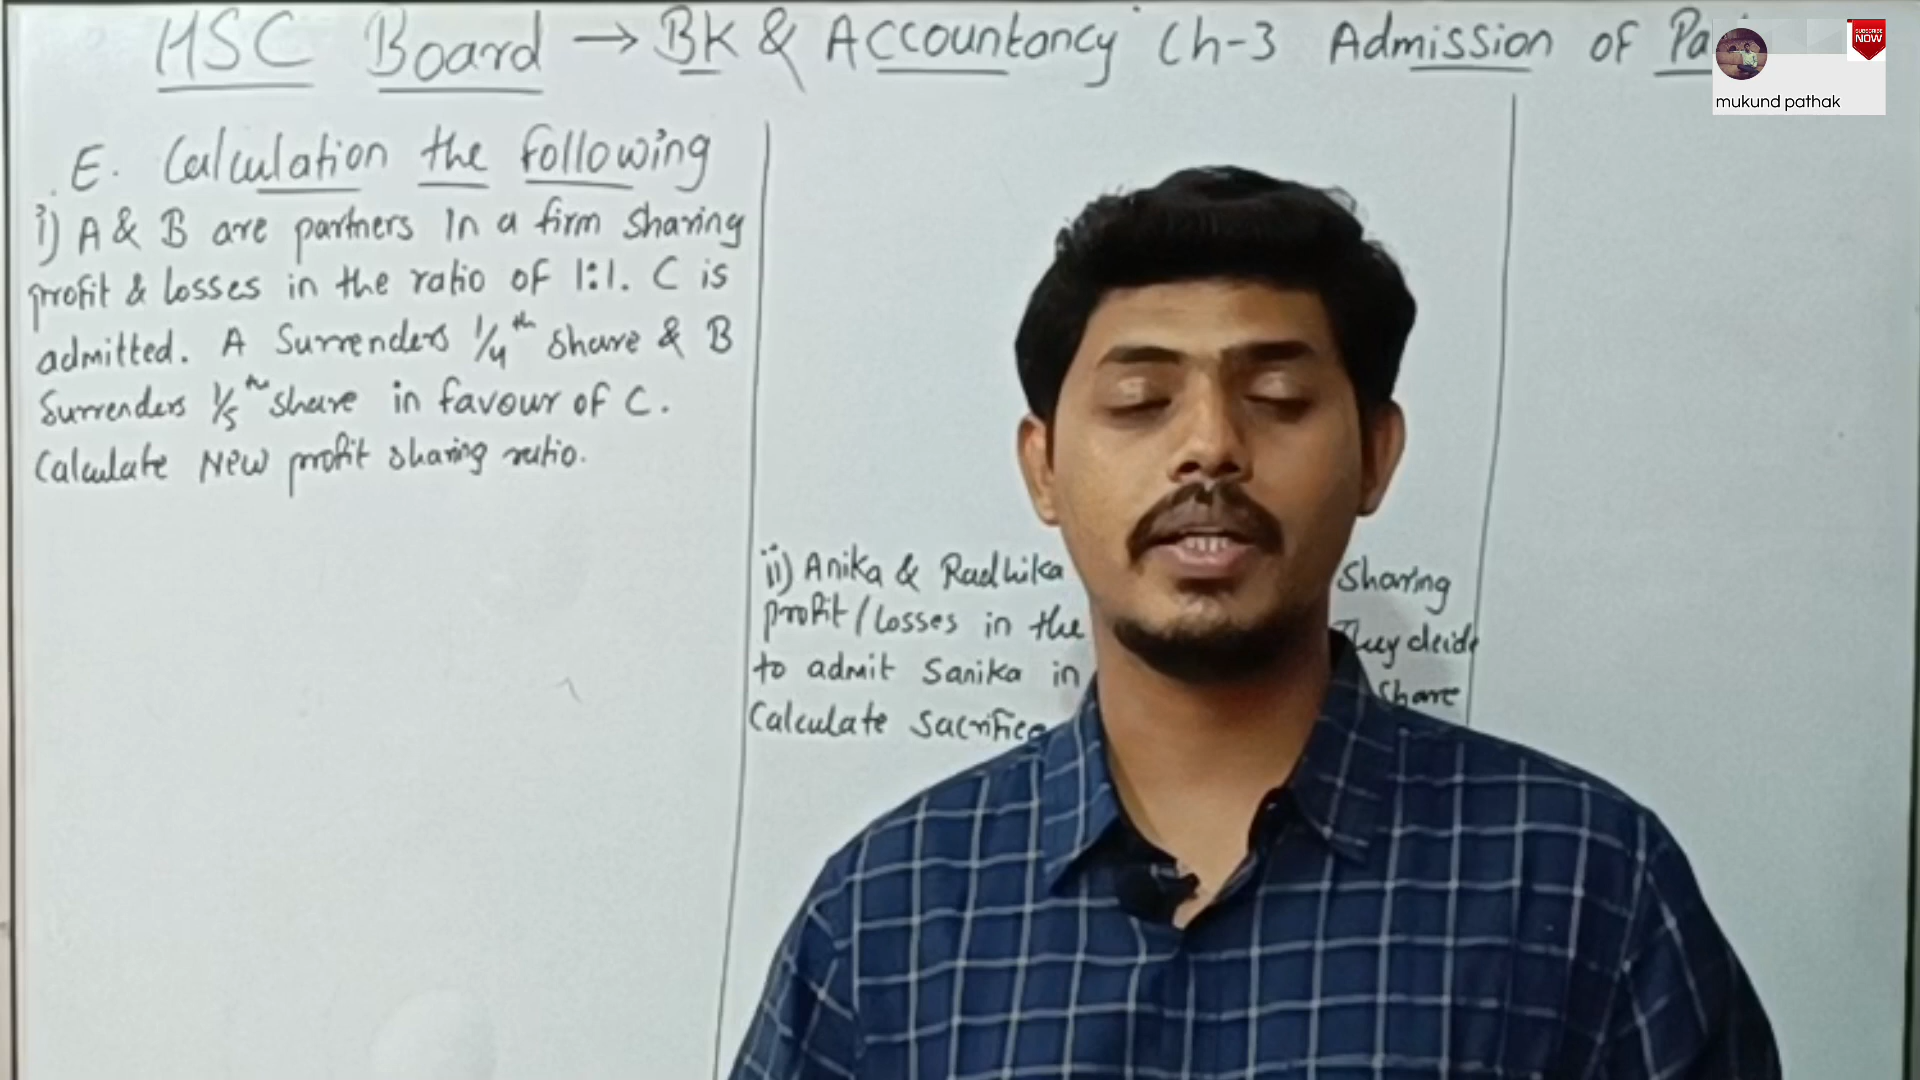 HSC Board → BK & Accountancy Ch-3 Admission of
SUBSCRIBE
NOW
mukund pathak
E. Calculation the following
i) A & B are partners In a firm sharing
profit & losses in the ratio of 1:1. C is
admitted. A Surrenders 1/4th share & B
Surrenders 1/5th share in favour of C.
Calculate New profit sharing ratio.
ii) Anika & Radhika Sharing
profit/losses in the They decide
to admit Sanika in Share
Calculate Sacrifice